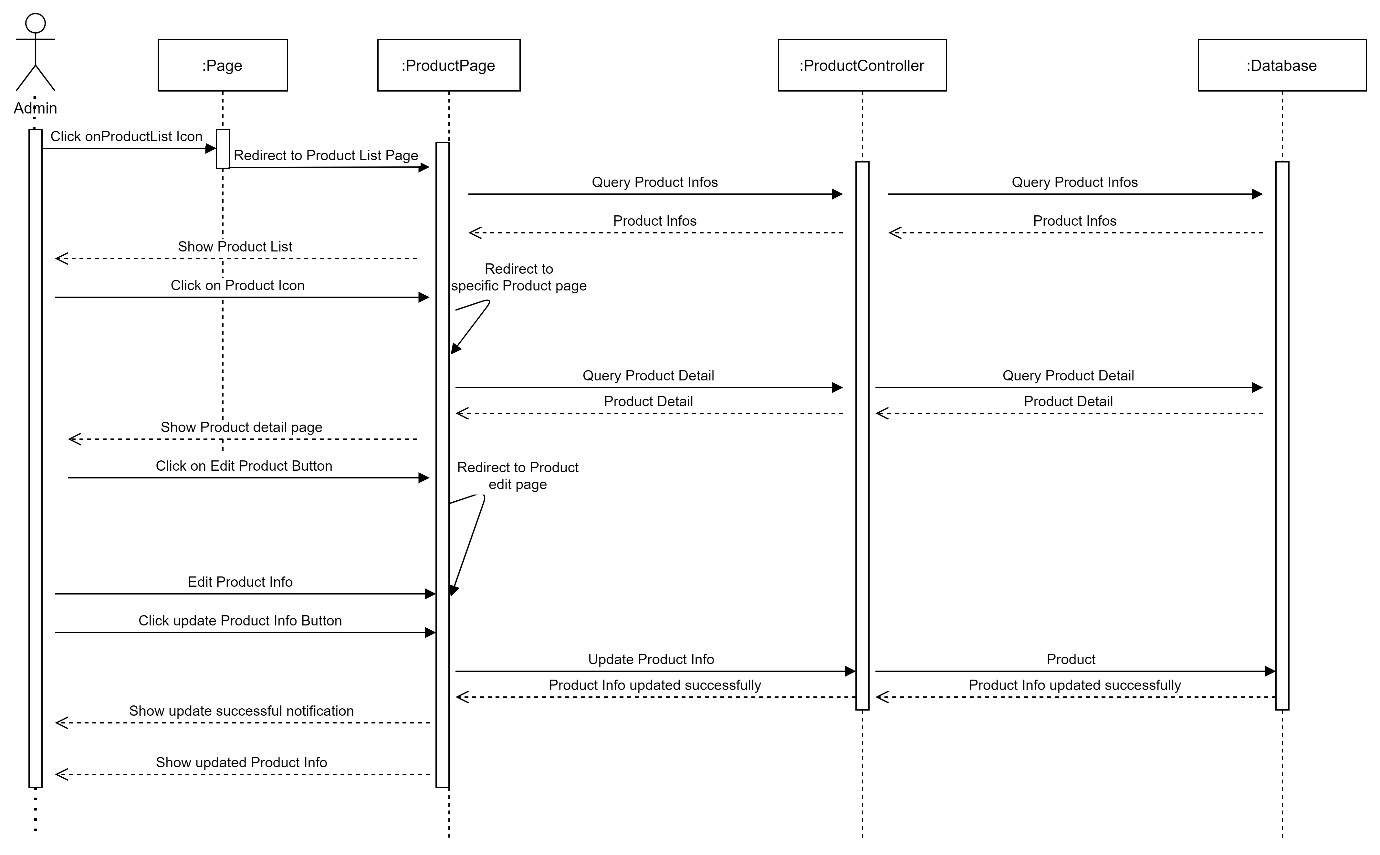 :Page
:ProductPage
:ProductController
:Database
Admin
Click onProductList Icon
Redirect to Product List Page
Query Product Infos
Query Product Infos
Product Infos
Product Infos
Show Product List
Redirect to
specific Product page
Click on Product Icon
Query Product Detail
Query Product Detail
Product Detail
Product Detail
Show Product detail page
Click on Edit Product Button
Redirect to Product
edit page
Edit Product Info
Click update Product Info Button
Update Product Info
Product
Product Info updated successfully
Product Info updated successfully
Show update successful notification
Show updated Product Info